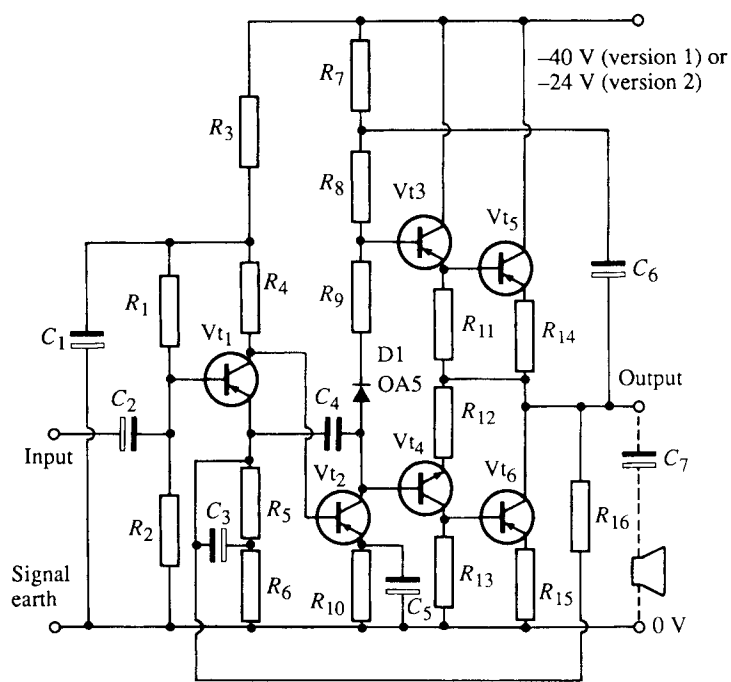 –40 V (version 1) or
–24 V (version 2)
R7
R3
R8
Vt3
Vt5
C6
R1
R4
R9
C1
Vt1
R11
R14
D1
OA5
Output
C2
C4
R12
Input
Vt4
C7
Vt2
Vt6
R2
C3
R5
R16
Signal
earth
R6
R10
C5
R13
R15
0 V